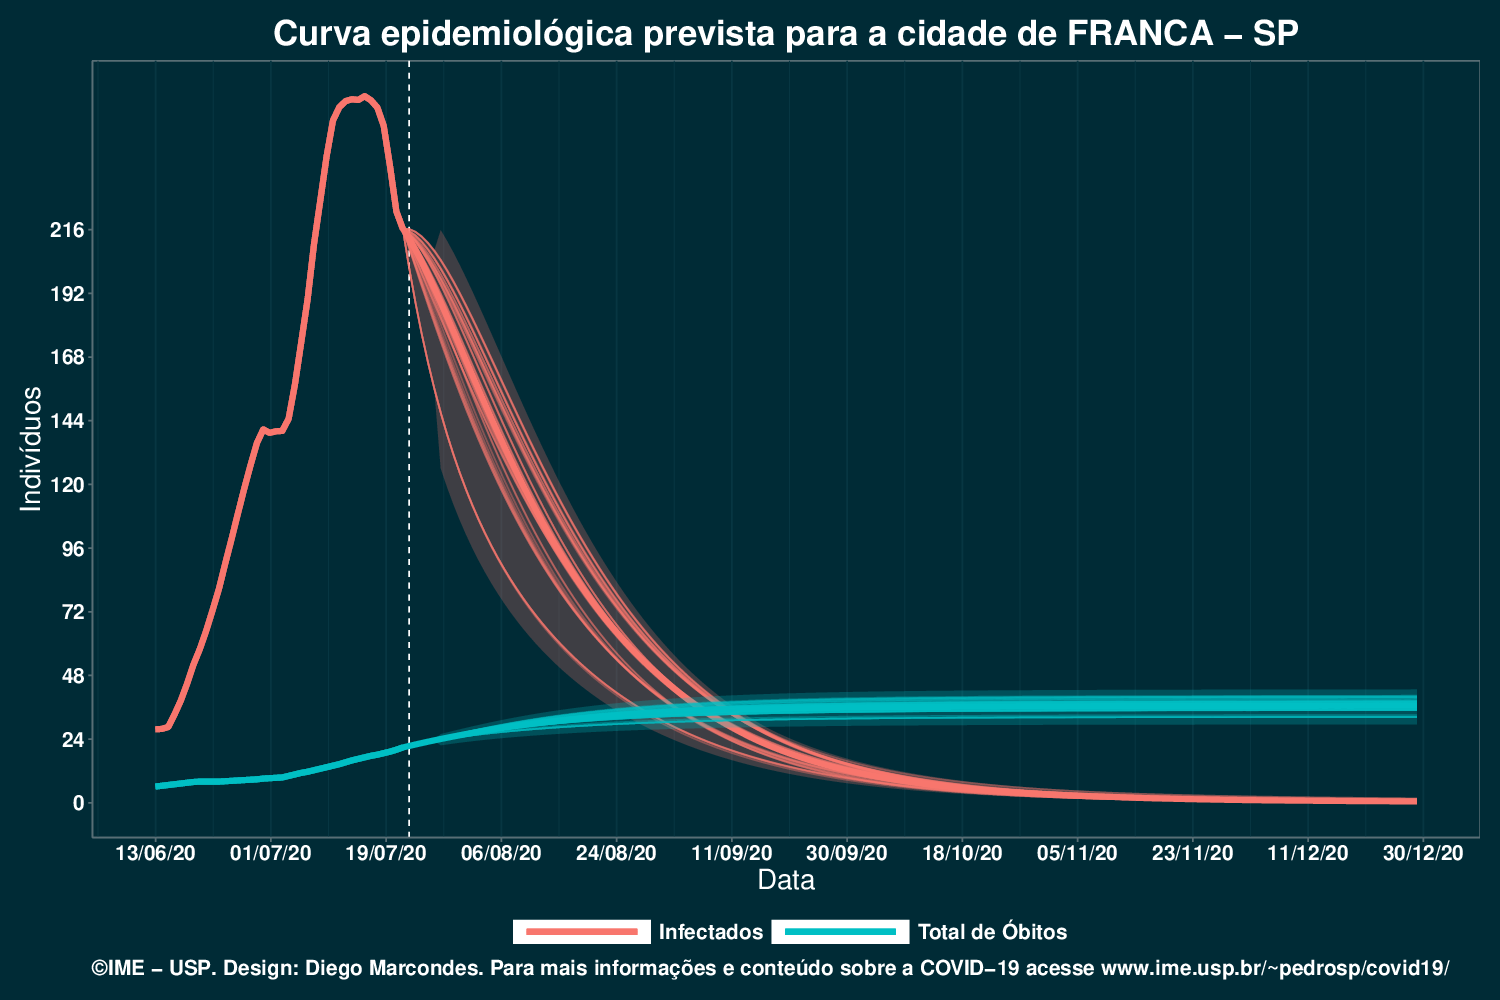 Curva epidemiológica prevista para a cidade de FRANCA – SP
Indivíduos
216
192
168
144
120
96
72
48
24
0
13/06/20 01/07/20 19/07/20 06/08/20 24/08/20 11/09/20 30/09/20 18/10/20 05/11/20 23/11/20 11/12/20 30/12/20
Data
Infectados Total de Óbitos
©IME – USP. Design: Diego Marcondes. Para mais informações e conteúdo sobre a COVID–19 acesse www.ime.usp.br/~pedrosp/covid19/